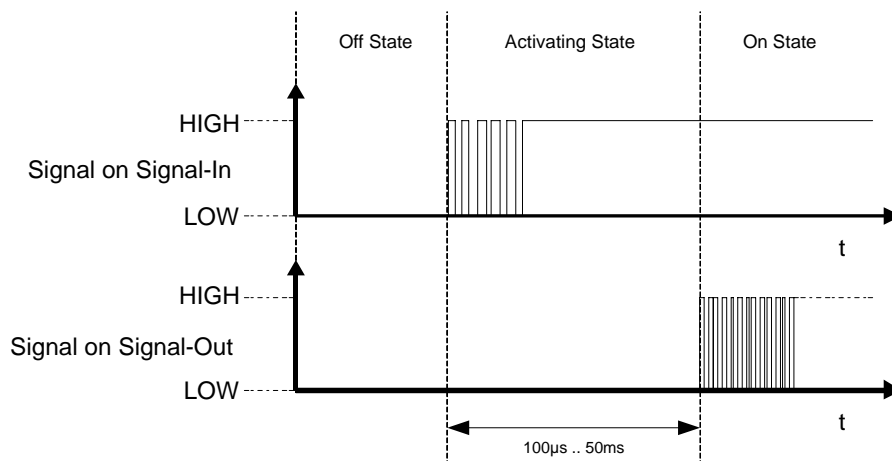 Off State Activating State On State
HIGH
Signal on Signal-In
LOW
t
HIGH
Signal on Signal-Out
LOW
t
100µs .. 50ms